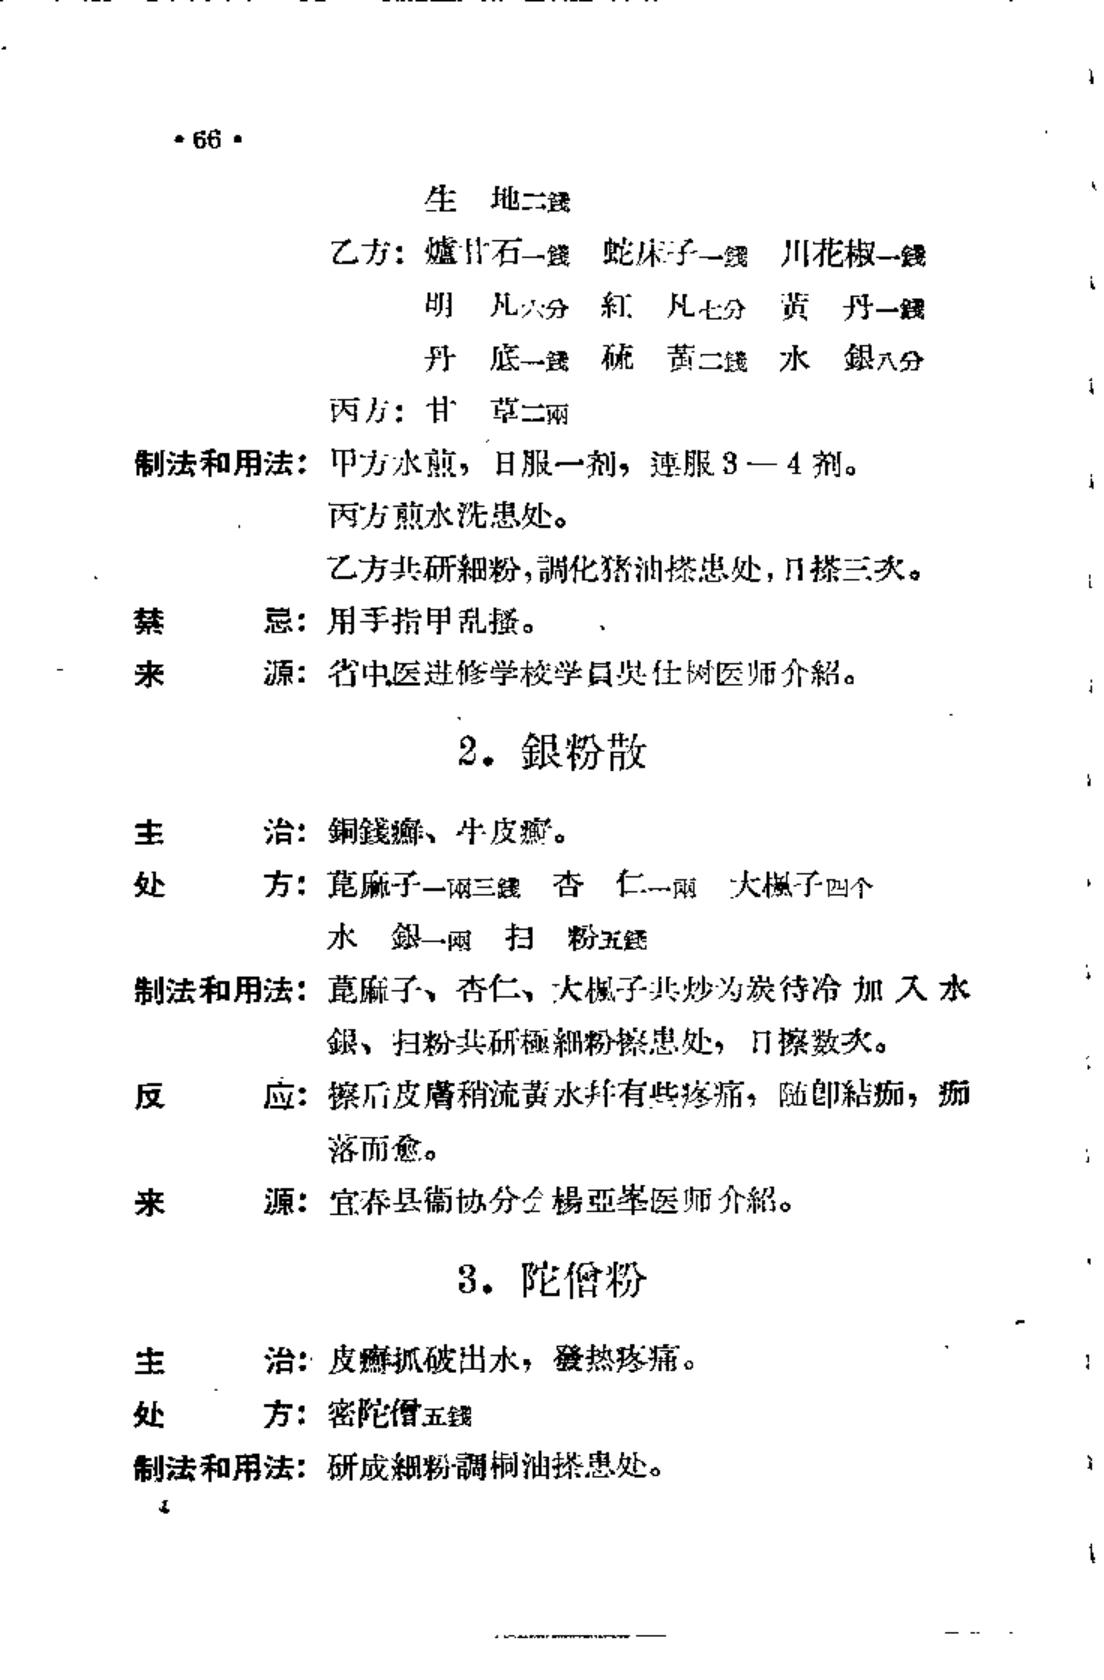 •66•
生　地二錢
乙方：爐甘石一錢　蛇床子一錢　川花椒一錢
明　凡六分　紅　凡七分　黃　丹一錢
丹　底一錢　硫　黃二錢　水　銀八分
丙方：甘　草二兩
制法和用法：甲方水煎，日服一剂，連服3—4剂。
丙方煎水洗患处。
乙方共研細粉，調化猪油搽患处，日搽三次。
禁　　忌：用手指甲乱搔。
来　　源：省中医进修学校学員吳仕树医师介紹。
2. 銀粉散
主　　治：銅錢癬、牛皮癬。
处　　方：萞麻子一兩三錢　杏　仁一兩　大楓子四个
水　銀一兩　扫　粉五錢
制法和用法：萞麻子、杏仁、大楓子共炒为炭待冷加入水
銀、扫粉共研極細粉擦患处，日擦数次。
反　　应：擦后皮膚稍流黃水幷有些疼痛，随卽結痂，痂
落而愈。
来　　源：宜春县衞协分会楊亞峯医师介紹。
3. 陀僧粉
主　　治：皮癬抓破出水，發热疼痛。
处　　方：密陀僧五錢
制法和用法：研成細粉調桐油搽患处。